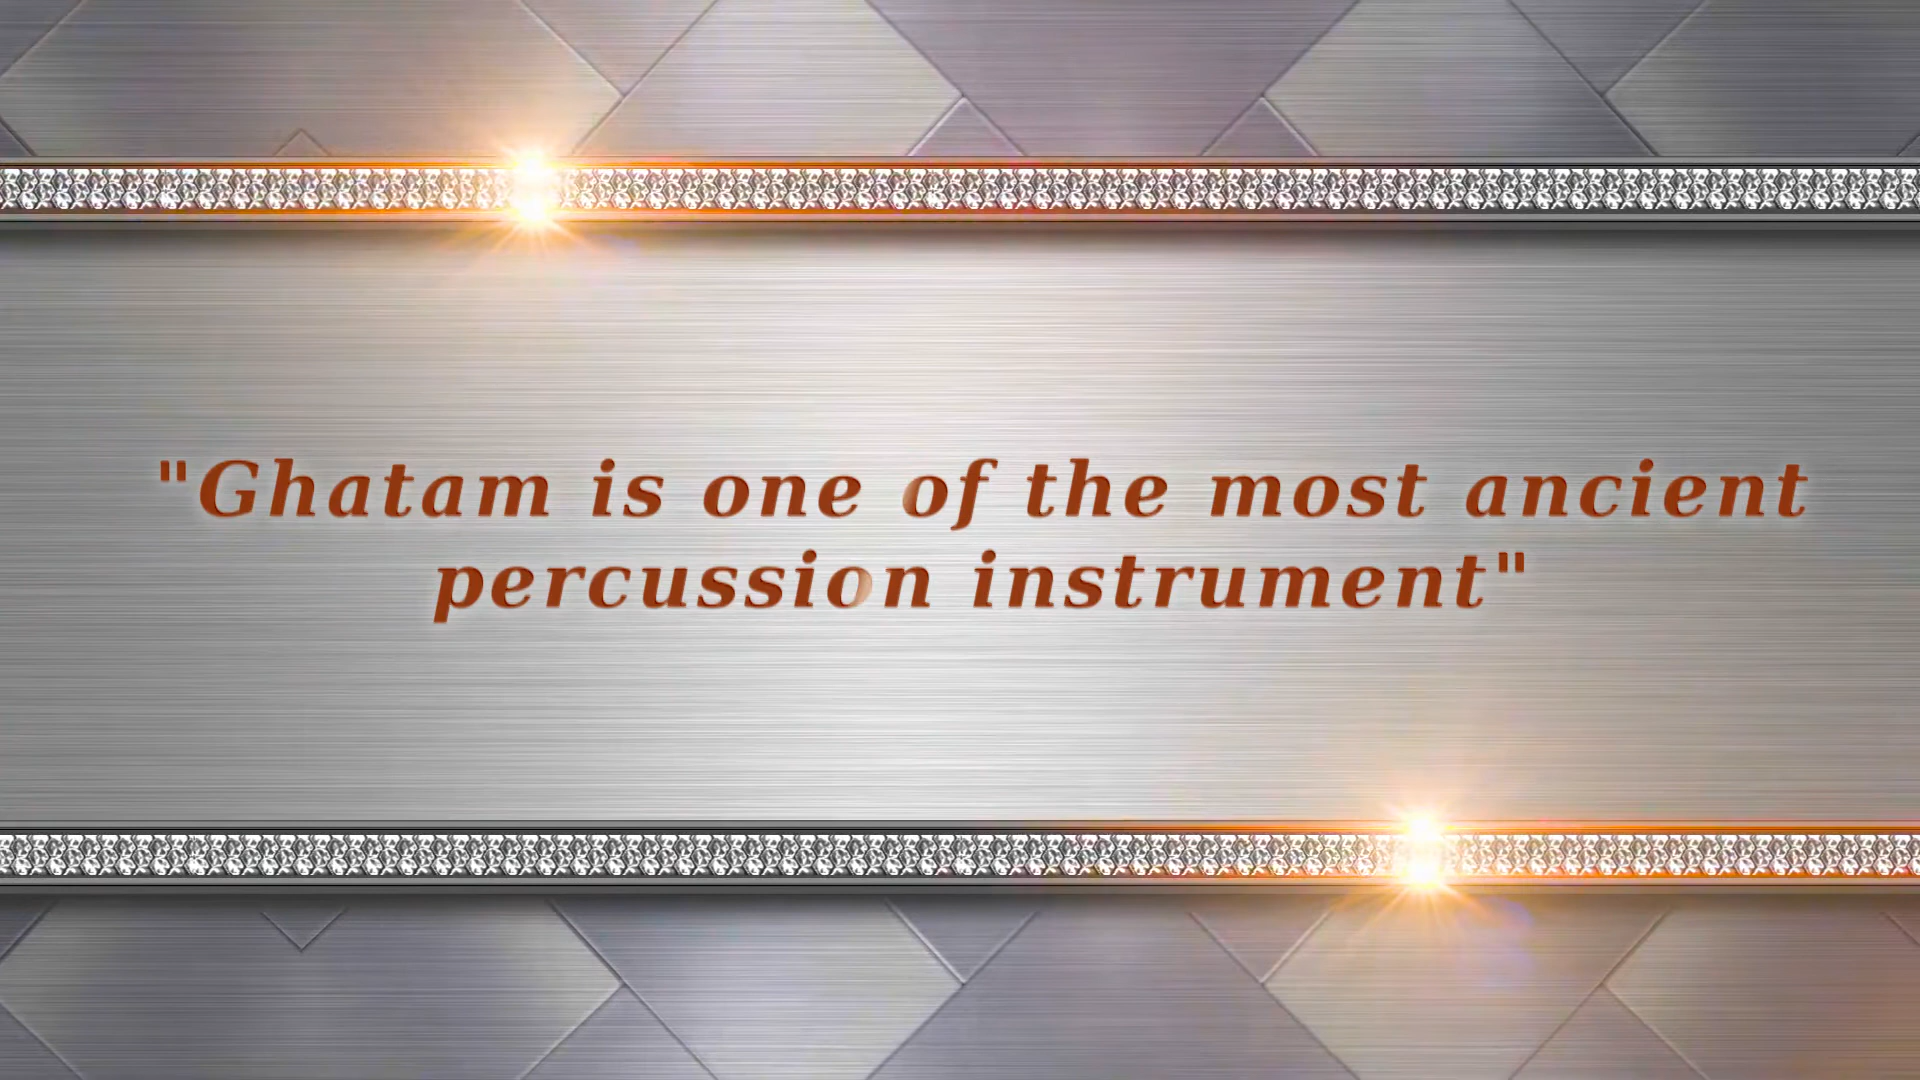 "Ghatam is one of the most ancient
percussion instrument"